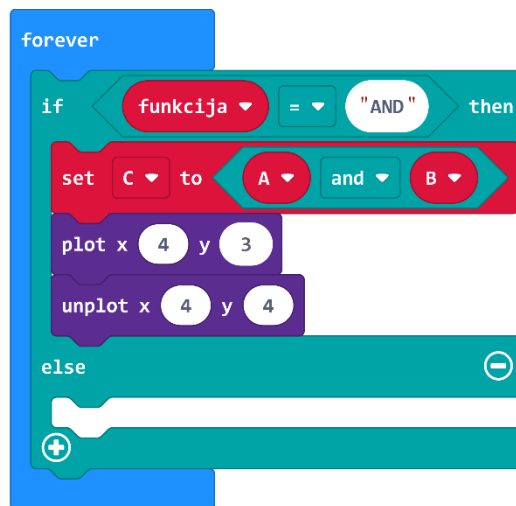 forever
if funkcija = "AND" then
set C to A and B
plot x 4 y 3
unplot x 4 y 4
else